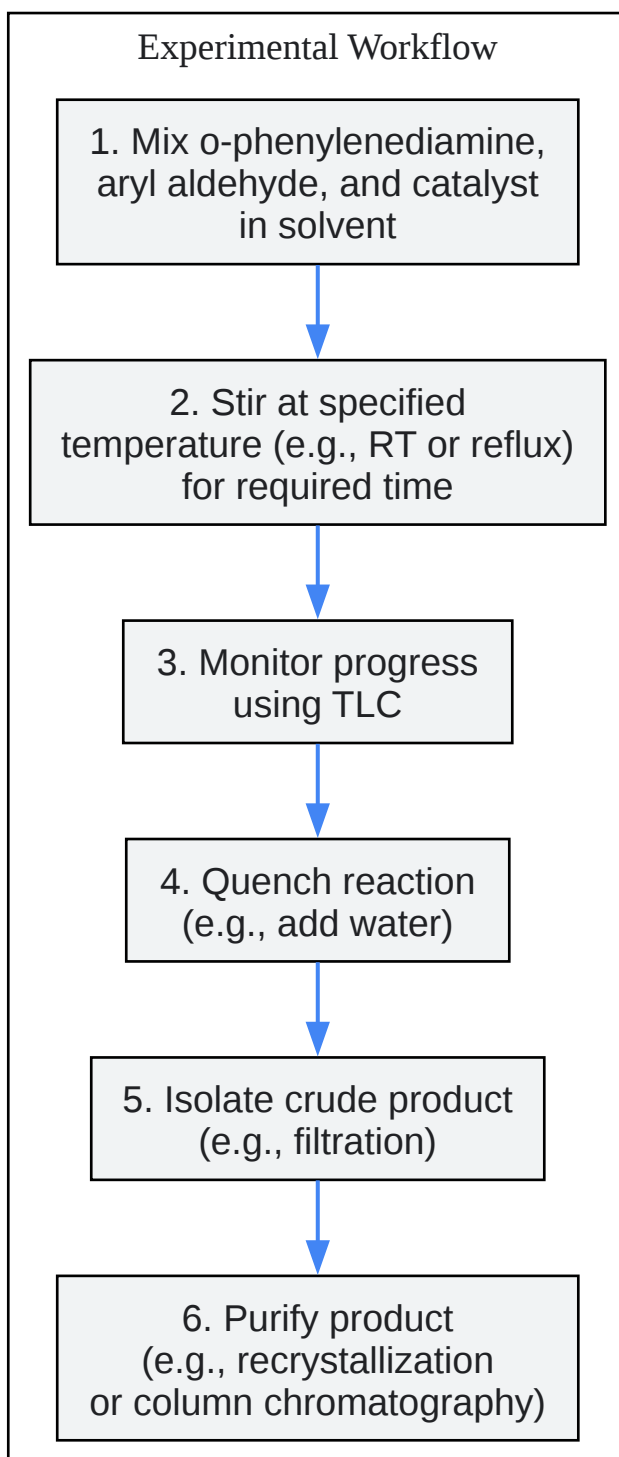 Experimental Workflow
1. Mix o-phenylenediamine,
aryl aldehyde, and catalyst
in solvent
2. Stir at specified
temperature (e.g., RT or reflux)
for required time
3. Monitor progress
using TLC
4. Quench reaction
(e.g., add water)
5. Isolate crude product
(e.g., filtration)
6. Purify product
(e.g., recrystallization
or column chromatography)